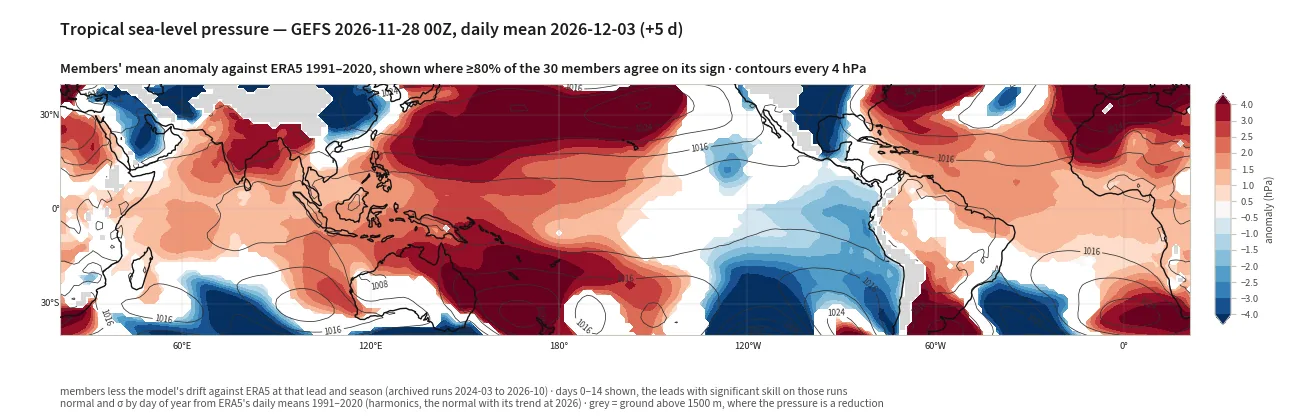 Tropical sea-level pressure — GEFS 2026-11-28 00Z, daily mean 2026-12-03 (+5 d)
Members' mean anomaly against ERA5 1991–2020, shown where ≥80% of the 30 members agree on its sign · contours every 4 hPa
30°N
0°
30°S
60°E
120°E
180°
120°W
60°W
0°
1016
1016
1016
1016
1008
1016
1016
1016
1016
1016
1024
4.0
3.0
2.5
2.0
1.5
1.0
0.5
−0.5
−1.0
−1.5
−2.0
−2.5
−3.0
−4.0
anomaly (hPa)
members less the model's drift against ERA5 at that lead and season (archived runs 2024-03 to 2026-10) · days 0–14 shown, the leads with significant skill on those runs
normal and σ by day of year from ERA5's daily means 1991–2020 (harmonics, the normal with its trend at 2026) · grey = ground above 1500 m, where the pressure is a reduction